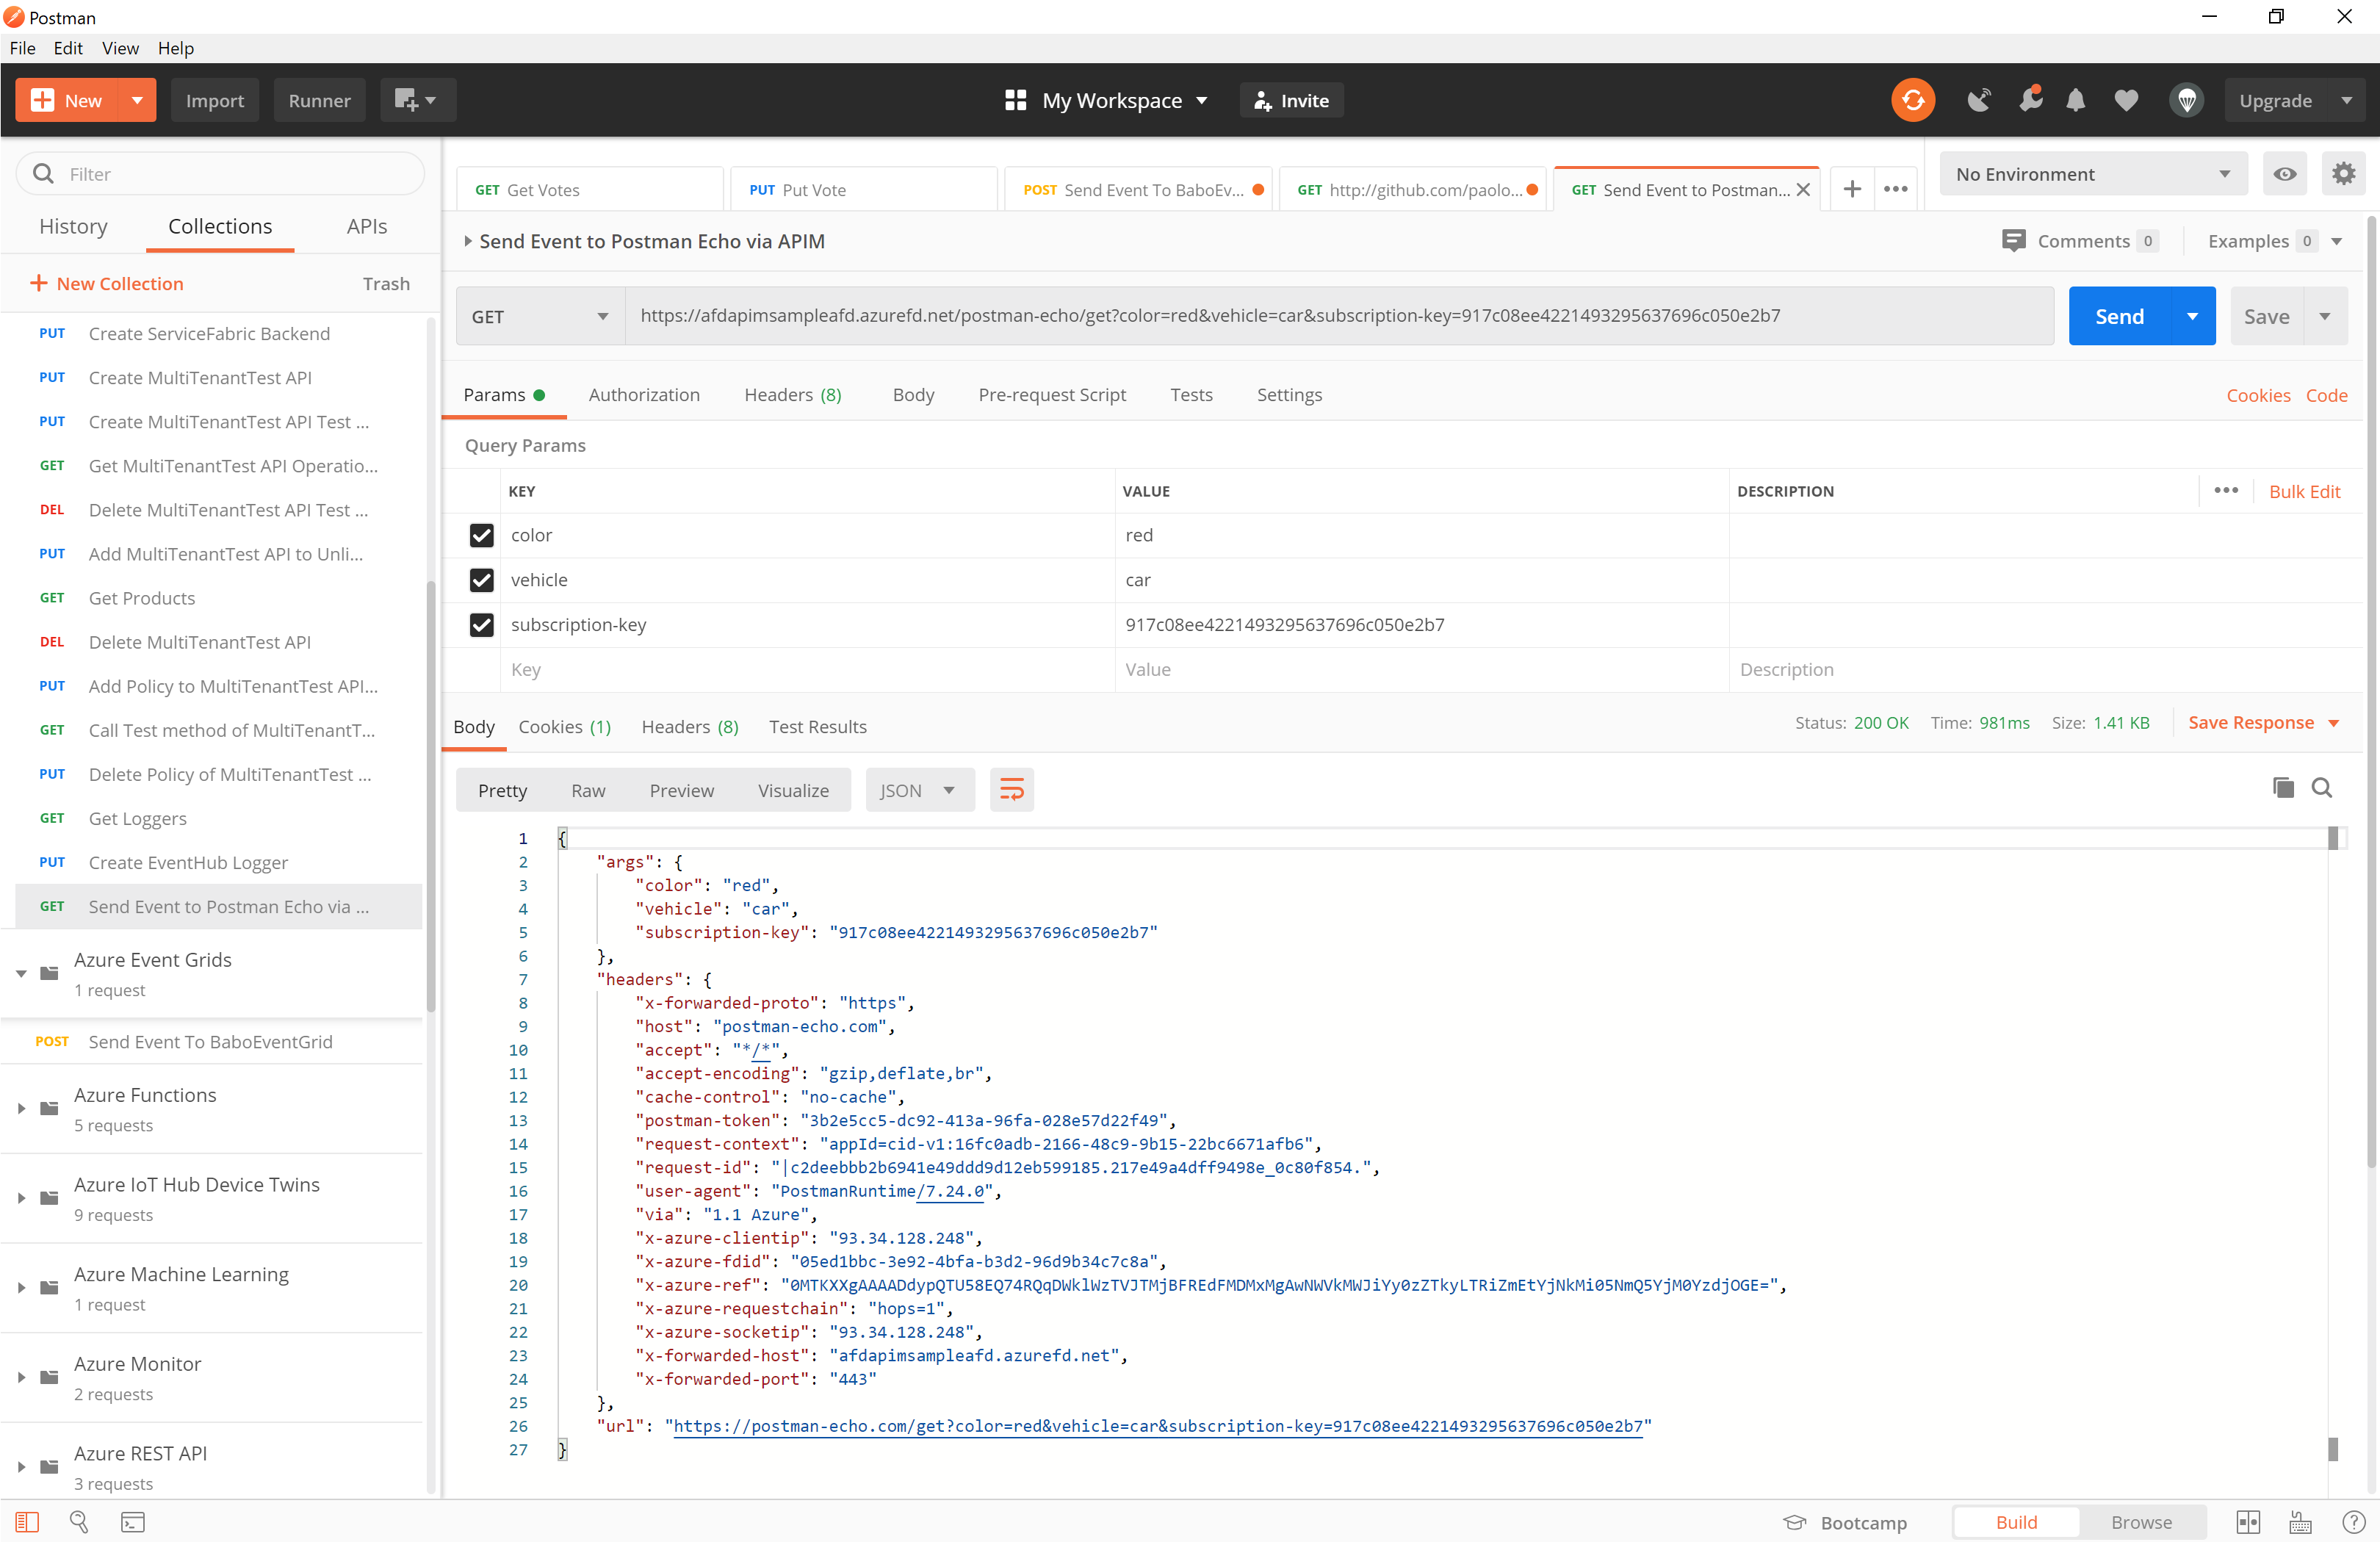 Postman
File Edit View Help
New Import Runner My Workspace Invite Upgrade
Filter
History Collections APIs
New Collection Trash
PUT Create ServiceFabric Backend
PUT Create MultiTenantTest API
PUT Create MultiTenantTest API Test ...
GET Get MultiTenantTest API Operatio...
DEL Delete MultiTenantTest API Test ...
PUT Add MultiTenantTest API to Unli...
GET Get Products
DEL Delete MultiTenantTest API
PUT Add Policy to MultiTenantTest API...
GET Call Test method of MultiTenantT...
PUT Delete Policy of MultiTenantTest ...
GET Get Loggers
PUT Create EventHub Logger
GET Send Event to Postman Echo via ...
Azure Event Grids
1 request
POST Send Event To BaboEventGrid
Azure Functions
5 requests
Azure IoT Hub Device Twins
9 requests
Azure Machine Learning
1 request
Azure Monitor
2 requests
Azure REST API
3 requests
GET Get Votes
PUT Put Vote
POST Send Event To BaboEv...
GET http://github.com/paolo...
GET Send Event to Postman...
No Environment
Send Event to Postman Echo via APIM
Comments 0 Examples 0
GET https://afdapimsampleafd.azurefd.net/postman-echo/get?color=red&vehicle=car&subscription-key=917c08ee4221493295637696c050e2b7 Send Save
Params Authorization Headers (8) Body Pre-request Script Tests Settings Cookies Code
Query Params
KEY VALUE DESCRIPTION Bulk Edit
color red
vehicle car
subscription-key 917c08ee4221493295637696c050e2b7
Key Value Description
Body Cookies (1) Headers (8) Test Results Status: 200 OK Time: 981ms Size: 1.41 KB Save Response
Pretty Raw Preview Visualize JSON
1 {
2 "args": {
3 "color": "red",
4 "vehicle": "car",
5 "subscription-key": "917c08ee4221493295637696c050e2b7"
6 },
7 "headers": {
8 "x-forwarded-proto": "https",
9 "host": "postman-echo.com",
10 "accept": "*/*",
11 "accept-encoding": "gzip,deflate,br",
12 "cache-control": "no-cache",
13 "postman-token": "3b2e5cc5-dc92-413a-96fa-028e57d22f49",
14 "request-context": "appId=cid-v1:16fc0adb-2166-48c9-9b15-22bc6671afb6",
15 "request-id": "|c2deebbb2b6941e49ddd9d12eb599185.217e49a4dff9498e_0c80f854.",
16 "user-agent": "PostmanRuntime/7.24.0",
17 "via": "1.1 Azure",
18 "x-azure-clientip": "93.34.128.248",
19 "x-azure-fdid": "05ed1bbc-3e92-4bfa-b3d2-96d9b34c7c8a",
20 "x-azure-ref": "0MTKXXgAAAADdypQTU58EQ74RQqDWklWzTVJTMjBFREdFMDMxMgAwNWVkMWJiYy0zZTkyLTRiZmEtYjNkMi05NmQ5YjM0YzdjOGE=",
21 "x-azure-requestchain": "hops=1",
22 "x-azure-socketip": "93.34.128.248",
23 "x-forwarded-host": "afdapimsampleafd.azurefd.net",
24 "x-forwarded-port": "443"
25 },
26 "url": "https://postman-echo.com/get?color=red&vehicle=car&subscription-key=917c08ee4221493295637696c050e2b7"
27 }
Bootcamp Build Browse